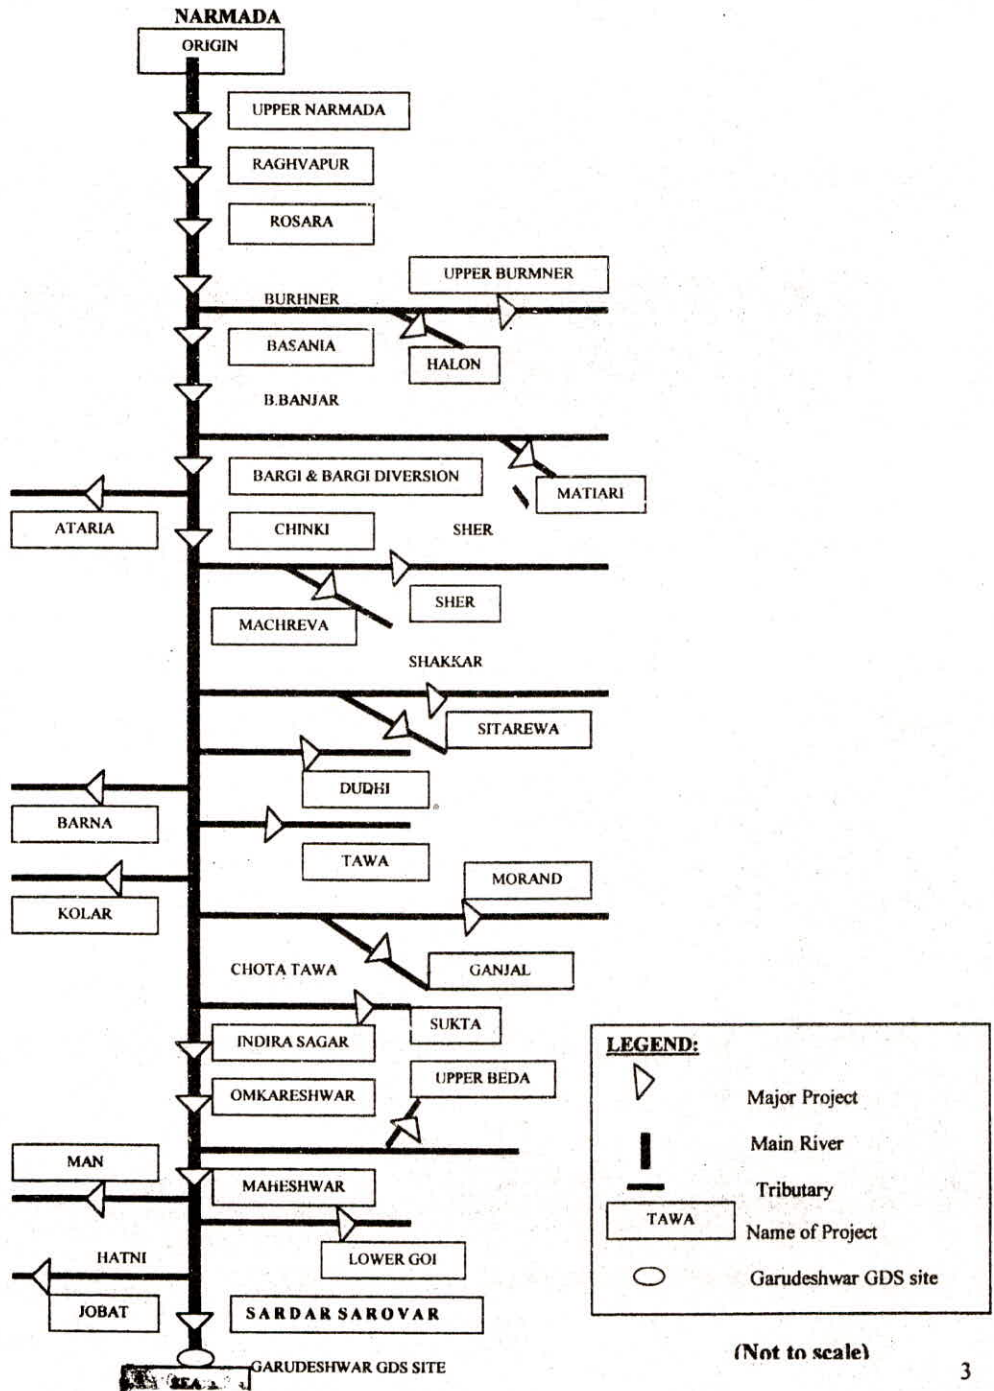 NARMADA
ORIGIN
UPPER NARMADA
RAGHVAPUR
ROSARA
UPPER BURMNER
BURHNER
BASANIA
HALON
B.BANJAR
BARGI & BARGI DIVERSION
MATIARI
ATARIA
CHINKI
SHER
SHER
MACHREVA
SHAKKAR
SITAREWA
DUDHI
BARNA
TAWA
MORAND
KOLAR
CHOTA TAWA
GANJAL
SUKTA
INDIRA SAGAR
UPPER BEDA
OMKARESHWAR
MAN
MAHESHWAR
HATNI
LOWER GOI
JOBAT
SARDAR SAROVAR
GARUDESHWAR GDS SITE
SEA
LEGEND:
Major Project
Main River
Tributary
TAWA
Name of Project
Garudeshwar GDS site
(Not to scale)
3